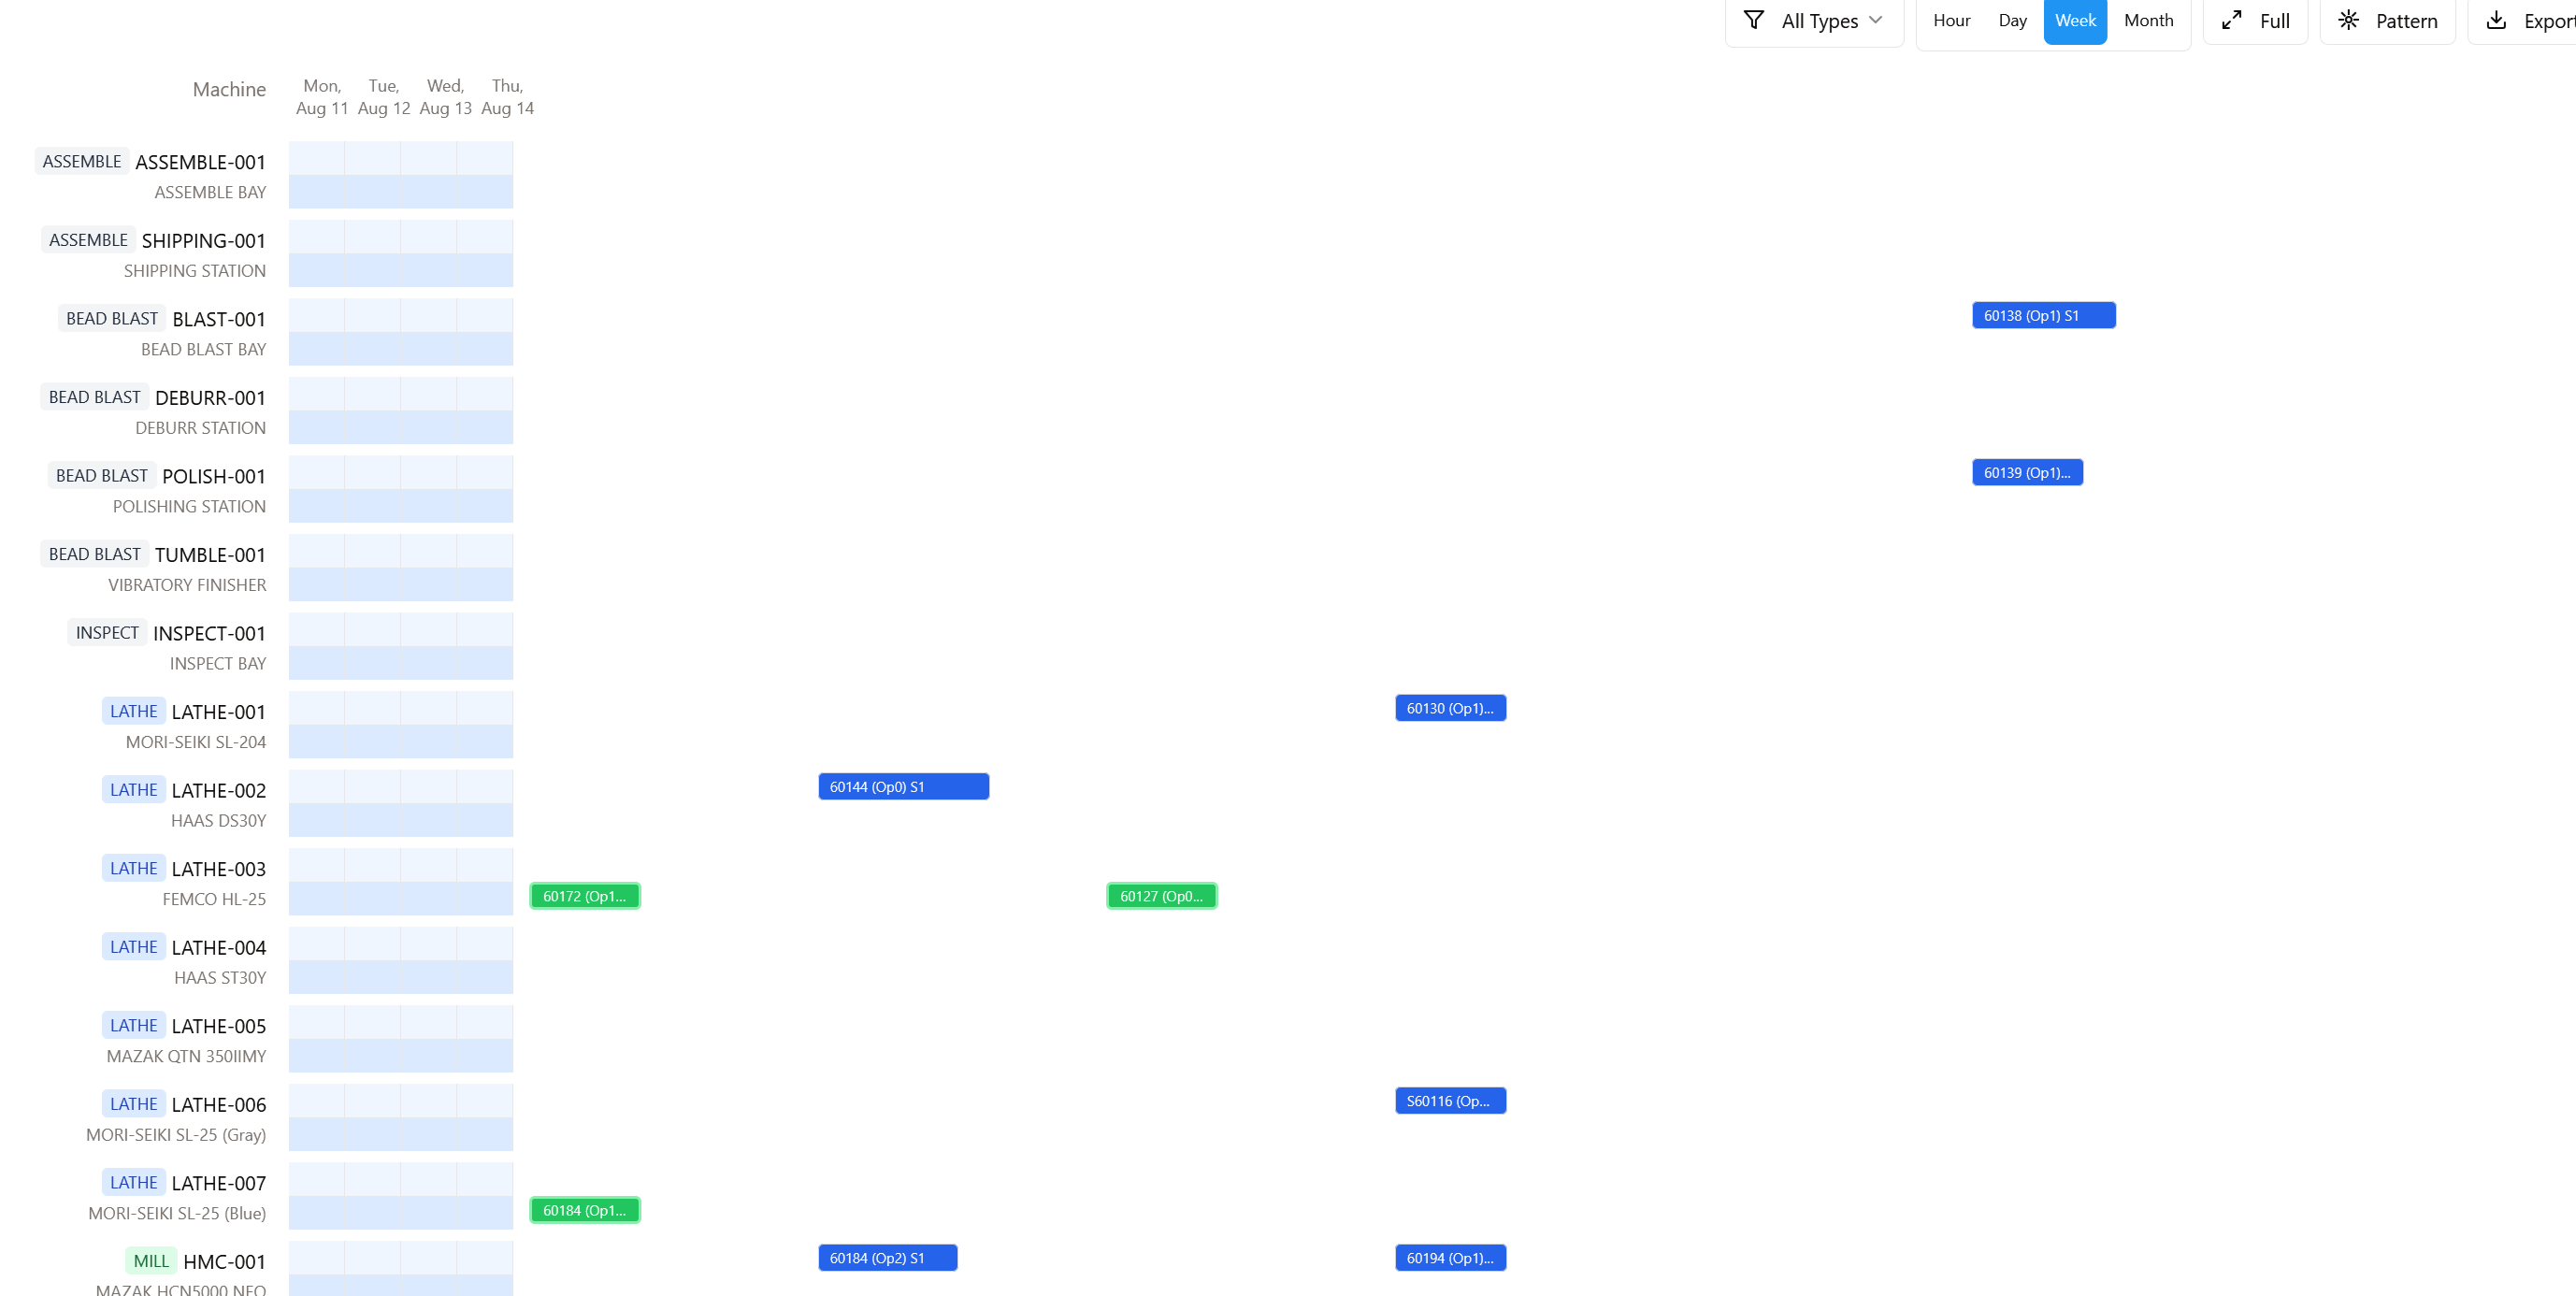 All Types
Hour Day Week Month
Full
Pattern
Export
Machine
Mon, Aug 11
Tue, Aug 12
Wed, Aug 13
Thu, Aug 14
ASSEMBLE ASSEMBLE-001
ASSEMBLE BAY
ASSEMBLE SHIPPING-001
SHIPPING STATION
BEAD BLAST BLAST-001
60138 (Op1) S1
BEAD BLAST BAY
BEAD BLAST DEBURR-001
DEBURR STATION
BEAD BLAST POLISH-001
60139 (Op1)...
POLISHING STATION
BEAD BLAST TUMBLE-001
VIBRATORY FINISHER
INSPECT INSPECT-001
INSPECT BAY
LATHE LATHE-001
60130 (Op1)...
MORI-SEIKI SL-204
LATHE LATHE-002
60144 (Op0) S1
HAAS DS30Y
LATHE LATHE-003
FEMCO HL-25
60172 (Op1...
60127 (Op0...
LATHE LATHE-004
HAAS ST30Y
LATHE LATHE-005
MAZAK QTN 350IIMY
LATHE LATHE-006
S60116 (Op...
MORI-SEIKI SL-25 (Gray)
LATHE LATHE-007
MORI-SEIKI SL-25 (Blue)
60184 (Op1...
MILL HMC-001
60184 (Op2) S1
60194 (Op1)...
MAZAK HCN5000 NEO